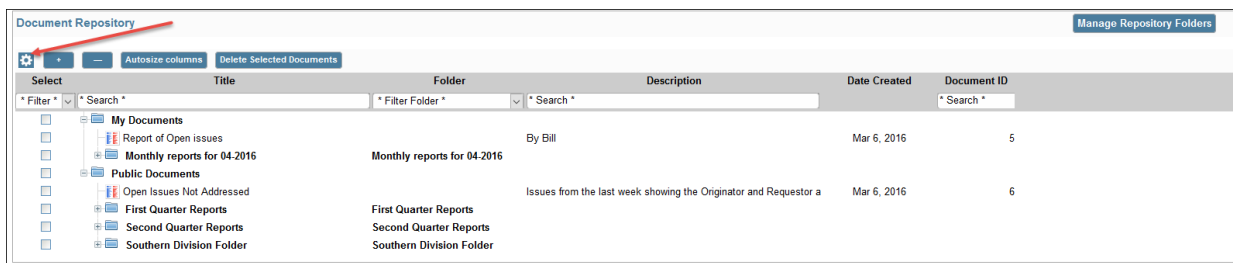 Document Repository
Manage Repository Folders
+ — Autosize columns Delete Selected Documents
Select Title Folder Description Date Created Document ID
* Filter * * Search * * Filter Folder * * Search * * Search *
My Documents
Report of Open issues By Bill Mar 6, 2016 5
Monthly reports for 04-2016 Monthly reports for 04-2016
Public Documents
Open Issues Not Addressed Issues from the last week showing the Originator and Requestor a Mar 6, 2016 6
First Quarter Reports First Quarter Reports
Second Quarter Reports Second Quarter Reports
Southern Division Folder Southern Division Folder